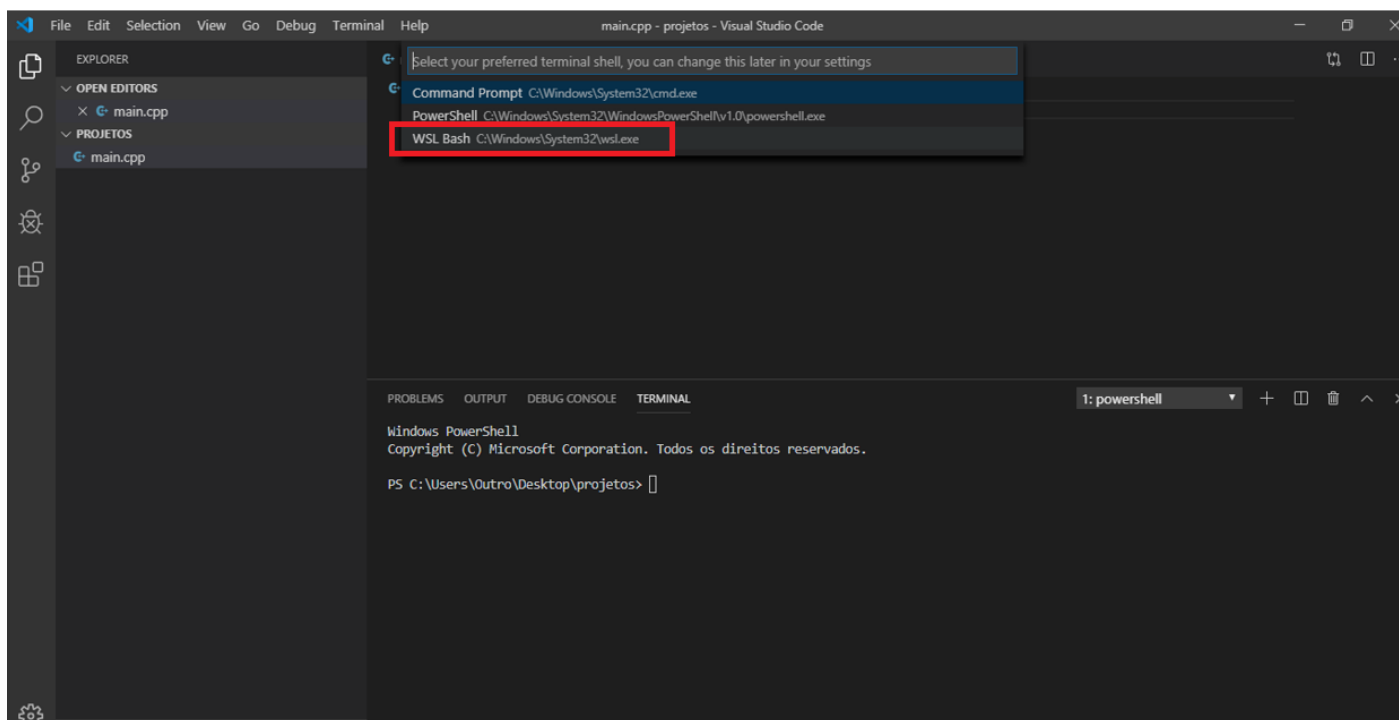 File Edit Selection View Go Debug Terminal Help main.cpp - projetos - Visual Studio Code
EXPLORER
Select your preferred terminal shell, you can change this later in your settings
OPEN EDITORS
Command Prompt C:\Windows\System32\cmd.exe
main.cpp
PowerShell C:\Windows\System32\WindowsPowerShell\v1.0\powershell.exe
PROJETOS
WSL Bash C:\Windows\System32\wsl.exe
main.cpp
PROBLEMS OUTPUT DEBUG CONSOLE TERMINAL 1: powershell
Windows PowerShell
Copyright (C) Microsoft Corporation. Todos os direitos reservados.
PS C:\Users\Outro\Desktop\projetos>